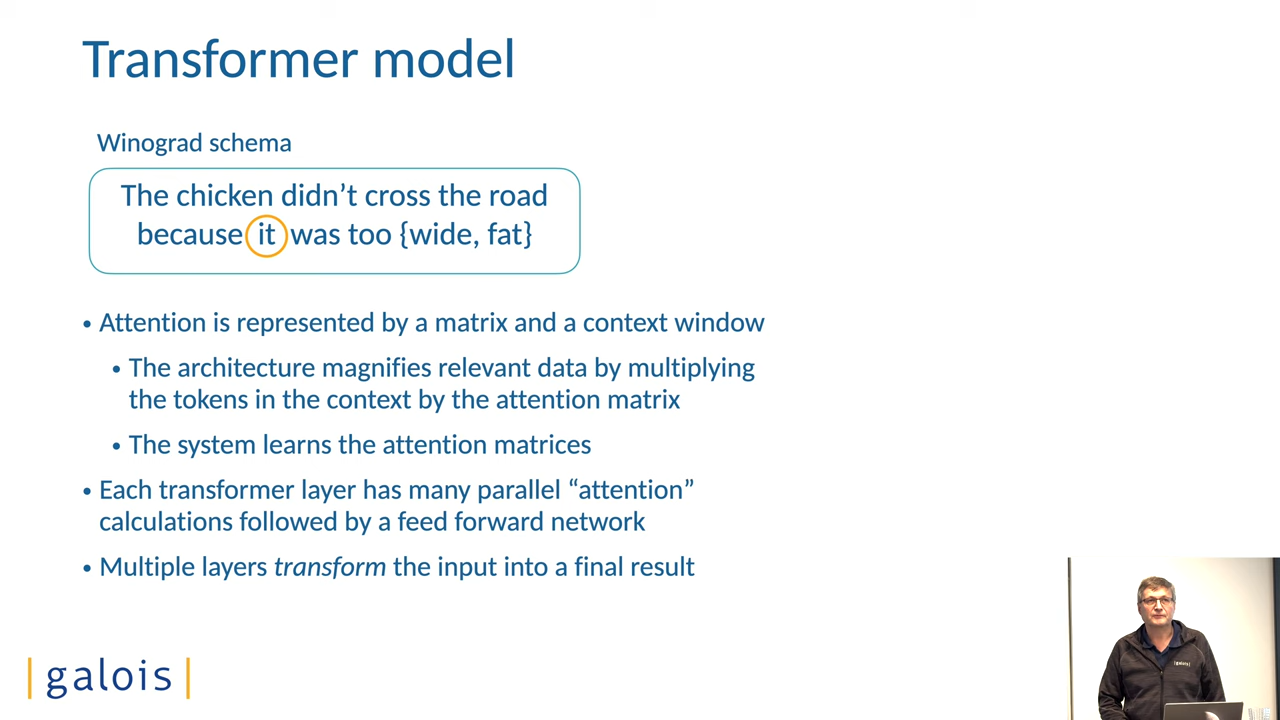 Transformer model
Winograd schema
The chicken didn’t cross the road
because it was too {wide, fat}
• Attention is represented by a matrix and a context window
• The architecture magnifies relevant data by multiplying
the tokens in the context by the attention matrix
• The system learns the attention matrices
• Each transformer layer has many parallel “attention”
calculations followed by a feed forward network
• Multiple layers transform the input into a final result
|galois|
|galois|